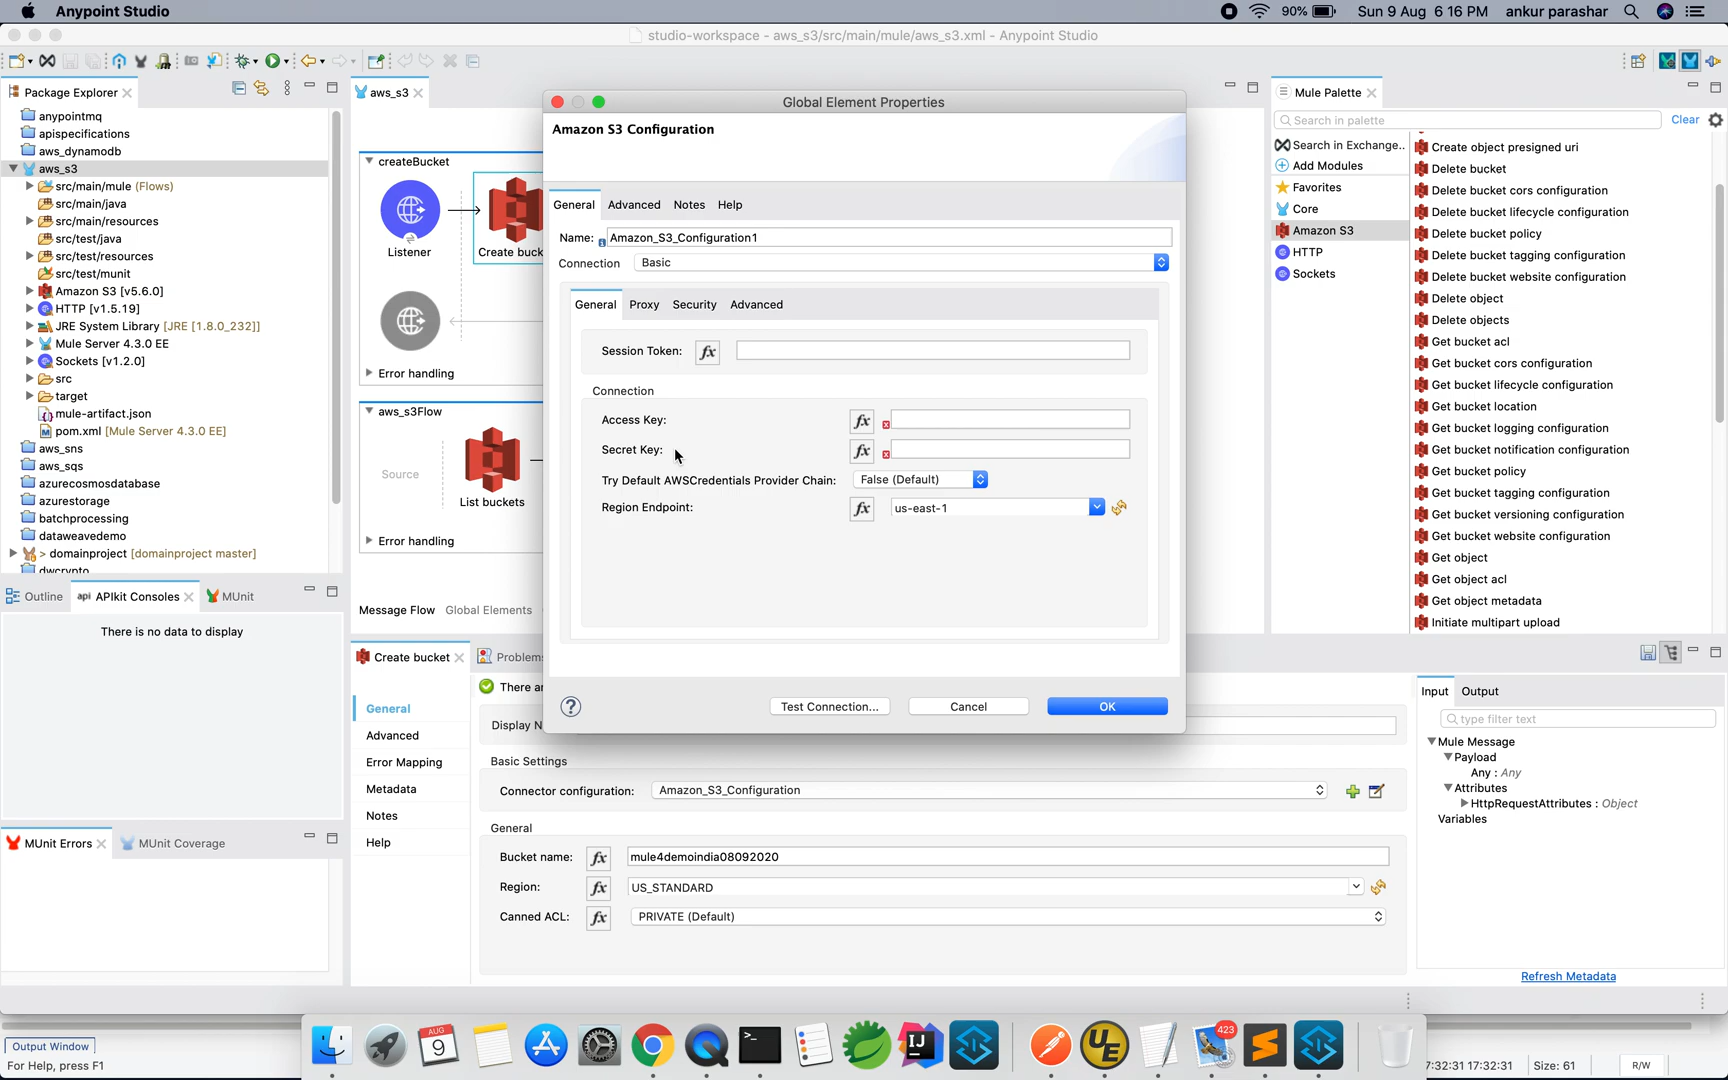 Anypoint Studio
90%
Sun 9 Aug 6 16 PM
ankur parashar
studio-workspace - aws_s3/src/main/mule/aws_s3.xml - Anypoint Studio
Package Explorer
anypointmq
apispecifications
aws_dynamodb
aws_s3
src/main/mule (Flows)
src/main/java
src/main/resources
src/test/java
src/test/resources
src/test/munit
Amazon S3 [v5.6.0]
HTTP [v1.5.19]
JRE System Library [JRE [1.8.0_232]]
Mule Server 4.3.0 EE
Sockets [v1.2.0]
src
target
mule-artifact.json
pom.xml [Mule Server 4.3.0 EE]
aws_sns
aws_sqs
azurecosmosdatabase
azurestorage
batchprocessing
dataweavedemo
> domainproject [domainproject master]
dwcrypto
Outline
api APIkit Consoles
MUnit
There is no data to display
MUnit Errors
MUnit Coverage
aws_s3
createBucket
Listener
Create buck
Error handling
aws_s3Flow
Source
List buckets
Error handling
Message Flow
Global Elements
Global Element Properties
Amazon S3 Configuration
General
Advanced
Notes
Help
Name:
Amazon_S3_Configuration1
Connection
Basic
General
Proxy
Security
Advanced
Session Token:
fx
Connection
Access Key:
fx
Secret Key:
fx
Try Default AWSCredentials Provider Chain:
False (Default)
Region Endpoint:
fx
us-east-1
?
Test Connection...
Cancel
OK
Mule Palette
Search in palette
Clear
Search in Exchange..
Add Modules
Favorites
Core
Amazon S3
HTTP
Sockets
Create object presigned uri
Delete bucket
Delete bucket cors configuration
Delete bucket lifecycle configuration
Delete bucket policy
Delete bucket tagging configuration
Delete bucket website configuration
Delete object
Delete objects
Get bucket acl
Get bucket cors configuration
Get bucket lifecycle configuration
Get bucket location
Get bucket logging configuration
Get bucket notification configuration
Get bucket policy
Get bucket tagging configuration
Get bucket versioning configuration
Get bucket website configuration
Get object
Get object acl
Get object metadata
Initiate multipart upload
Create bucket
Problems
General
Advanced
Error Mapping
Metadata
Notes
Help
There ar
Display N
Basic Settings
Connector configuration:
Amazon_S3_Configuration
General
Bucket name:
fx
mule4demoindia08092020
Region:
fx
US_STANDARD
Canned ACL:
fx
PRIVATE (Default)
Input
Output
type filter text
Mule Message
Payload
Any : Any
Attributes
HttpRequestAttributes : Object
Variables
Refresh Metadata
Output Window
For Help, press F1
AUG
9
IJ
UE
423
7:32:31 17:32:31
Size: 61
R/W